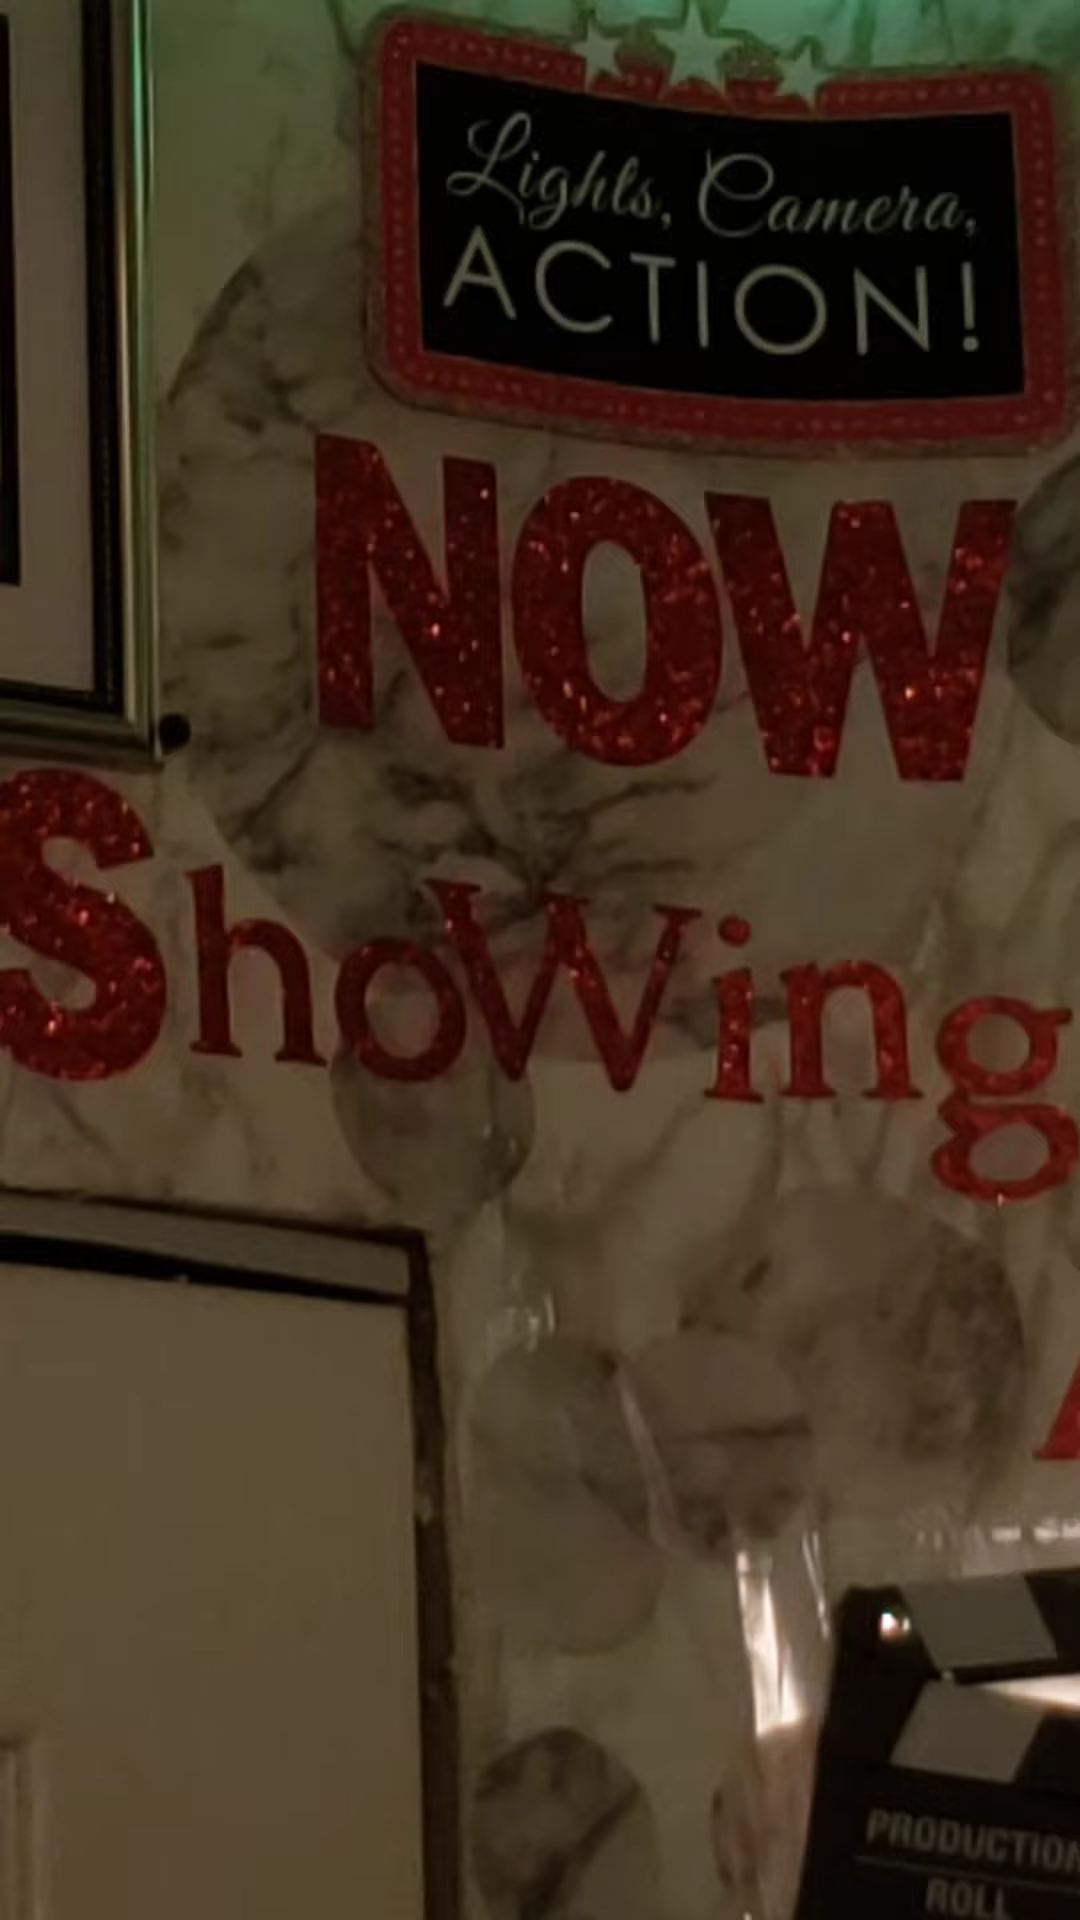 Lights, Camera,
ACTION!
NOW
ShoWing
PRODUCTION
ROLL